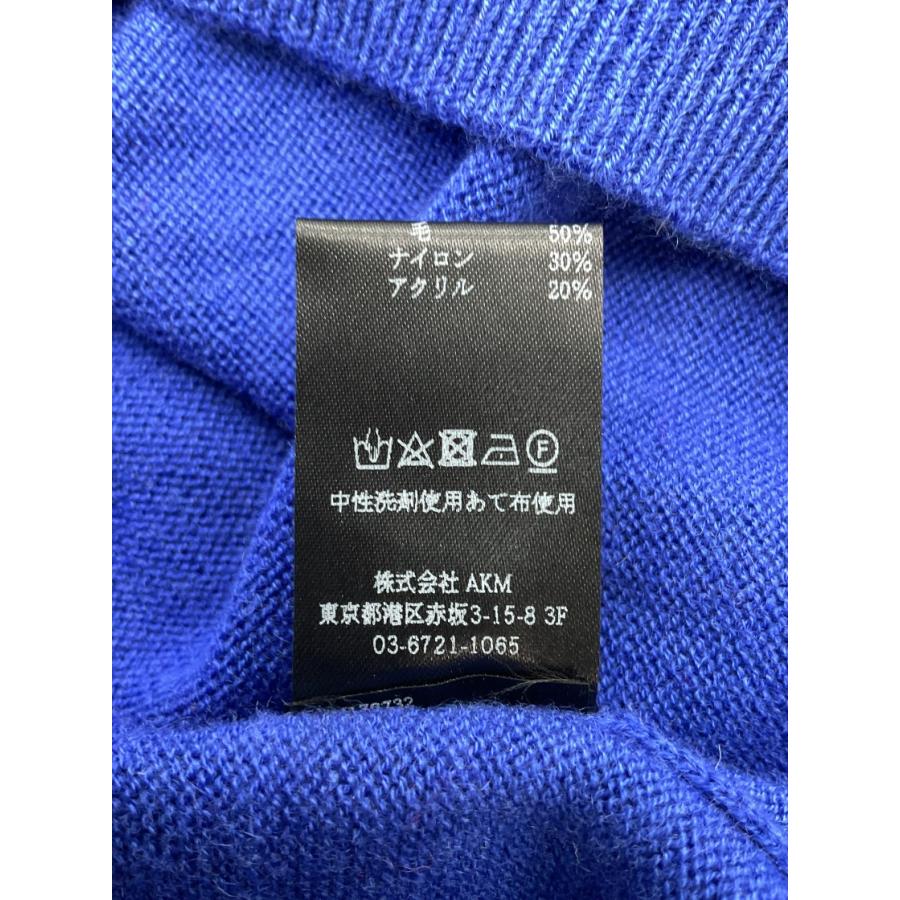 毛 50%
ナイロン 30%
アクリル 20%
F
中性洗剤使用あて布使用
株式会社 AKM
東京都港区赤坂3-15-8 3F
03-6721-1065